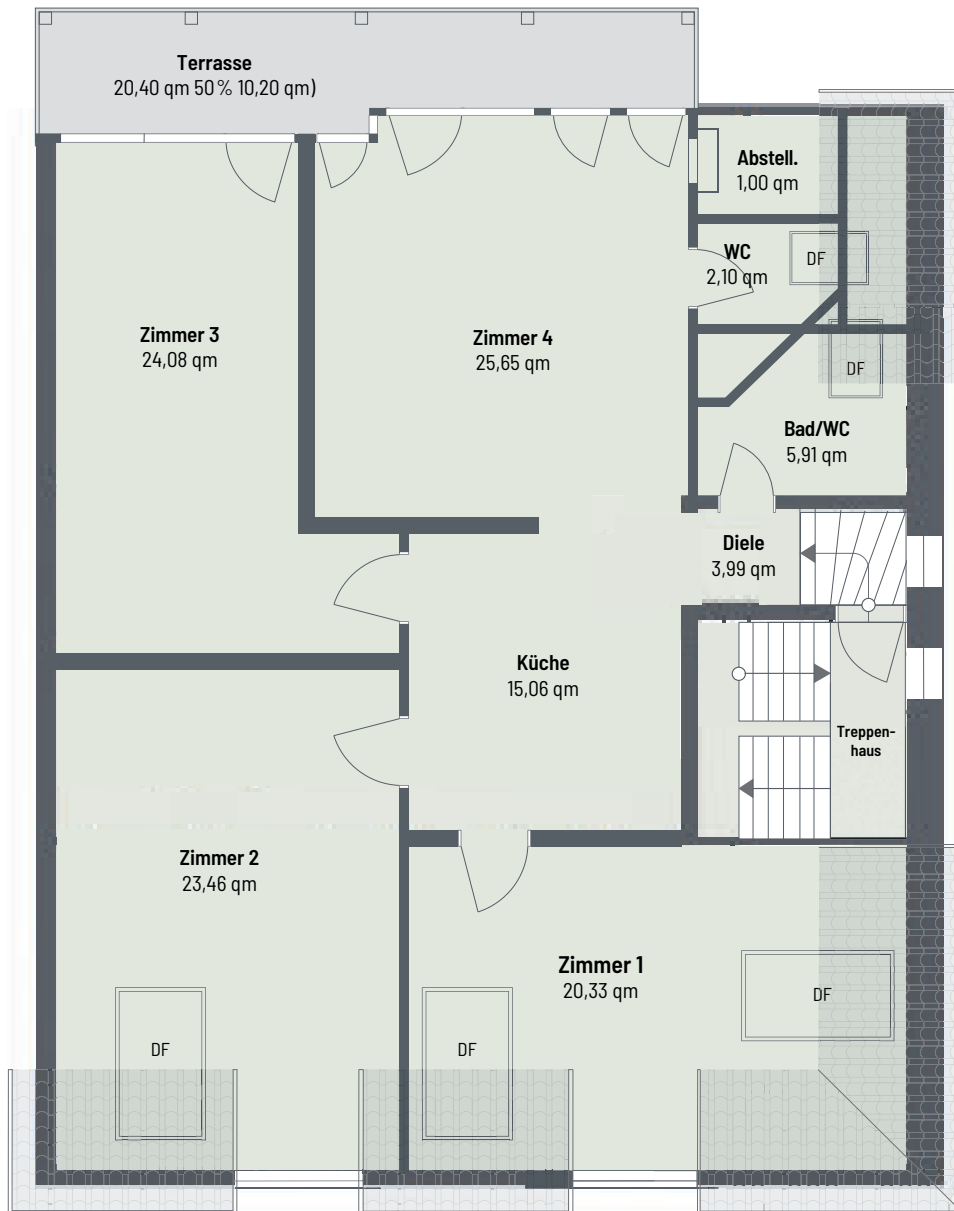 Terrasse
20,40 qm 50% 10,20 qm)
Abstell.
1,00 qm
WC
2,10 qm
DF
Zimmer 3
24,08 qm
Zimmer 4
25,65 qm
DF
Bad/WC
5,91 qm
Diele
3,99 qm
Küche
15,06 qm
Treppen-
haus
Zimmer 2
23,46 qm
Zimmer 1
20,33 qm
DF
DF
DF